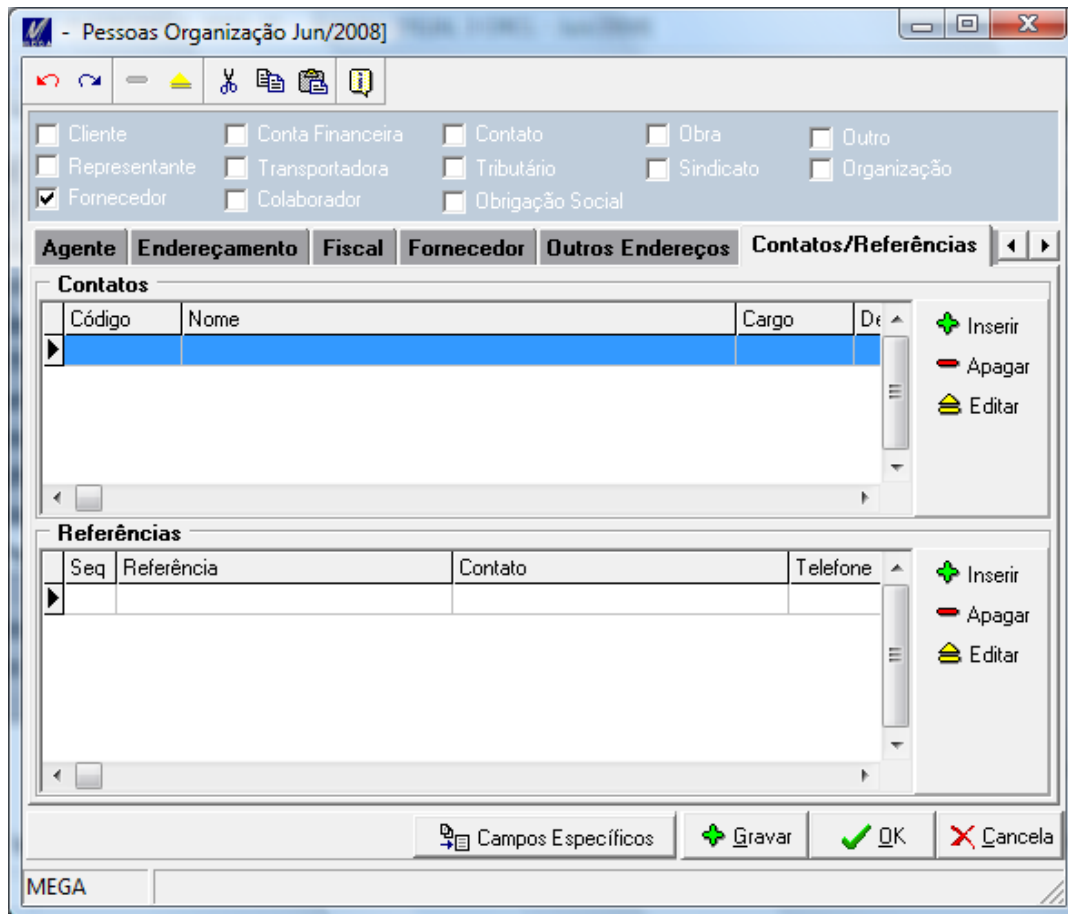 - Pessoas Organização Jun/2008]
Cliente Conta Financeira Contato Obra Outro
Representante Transportadora Tributário Sindicato Organização
Fornecedor Colaborador Obrigação Social
Agente Endereçamento Fiscal Fornecedor Outros Endereços Contatos/Referências
Contatos
Código Nome Cargo De
Inserir
Apagar
Editar
Referências
Seq Referência Contato Telefone
Inserir
Apagar
Editar
Campos Específicos Gravar OK Cancela
MEGA